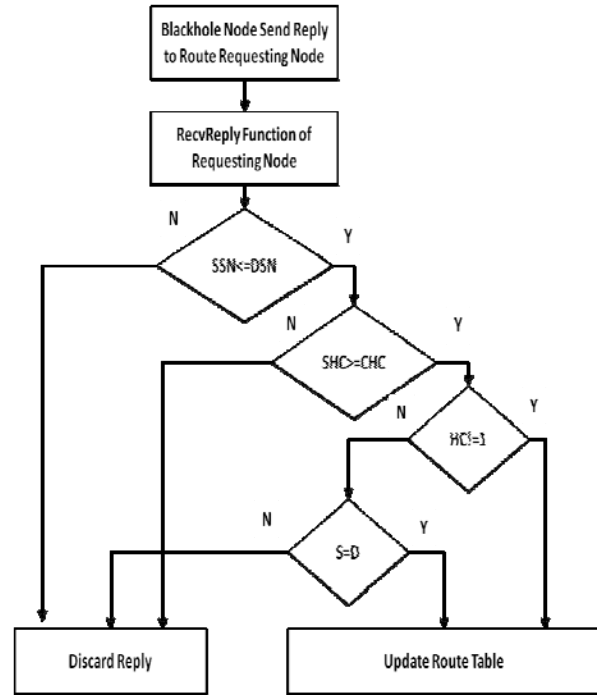 Blackhole Node Send Reply
to Route Requesting Node
RecvReply Function of
Requesting Node
N
Y
SSN<=DSN
N
Y
SHC>=CHC
N
Y
HC!=1
N
Y
S=D
Discard Reply
Update Route Table